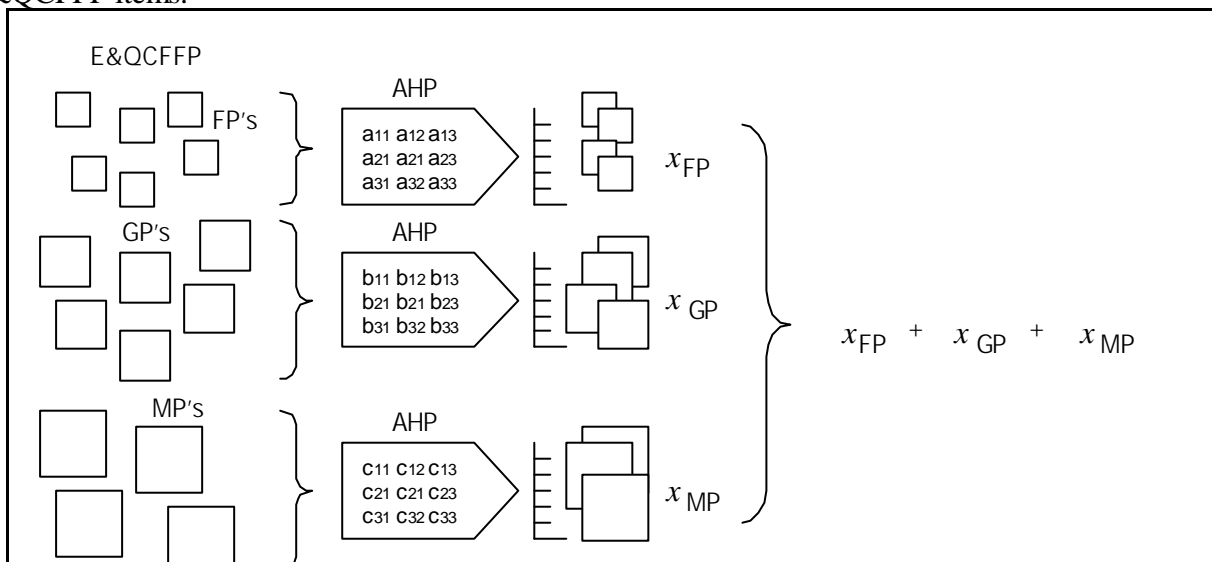 E&QCFFP
FP's
AHP
a11 a12 a13
a21 a21 a23
a31 a32 a33
xFP
GP's
AHP
b11 b12 b13
b21 b21 b23
b31 b32 b33
x GP
xFP + x GP + x MP
MP's
AHP
c11 c12 c13
c21 c21 c23
c31 c32 c33
x MP